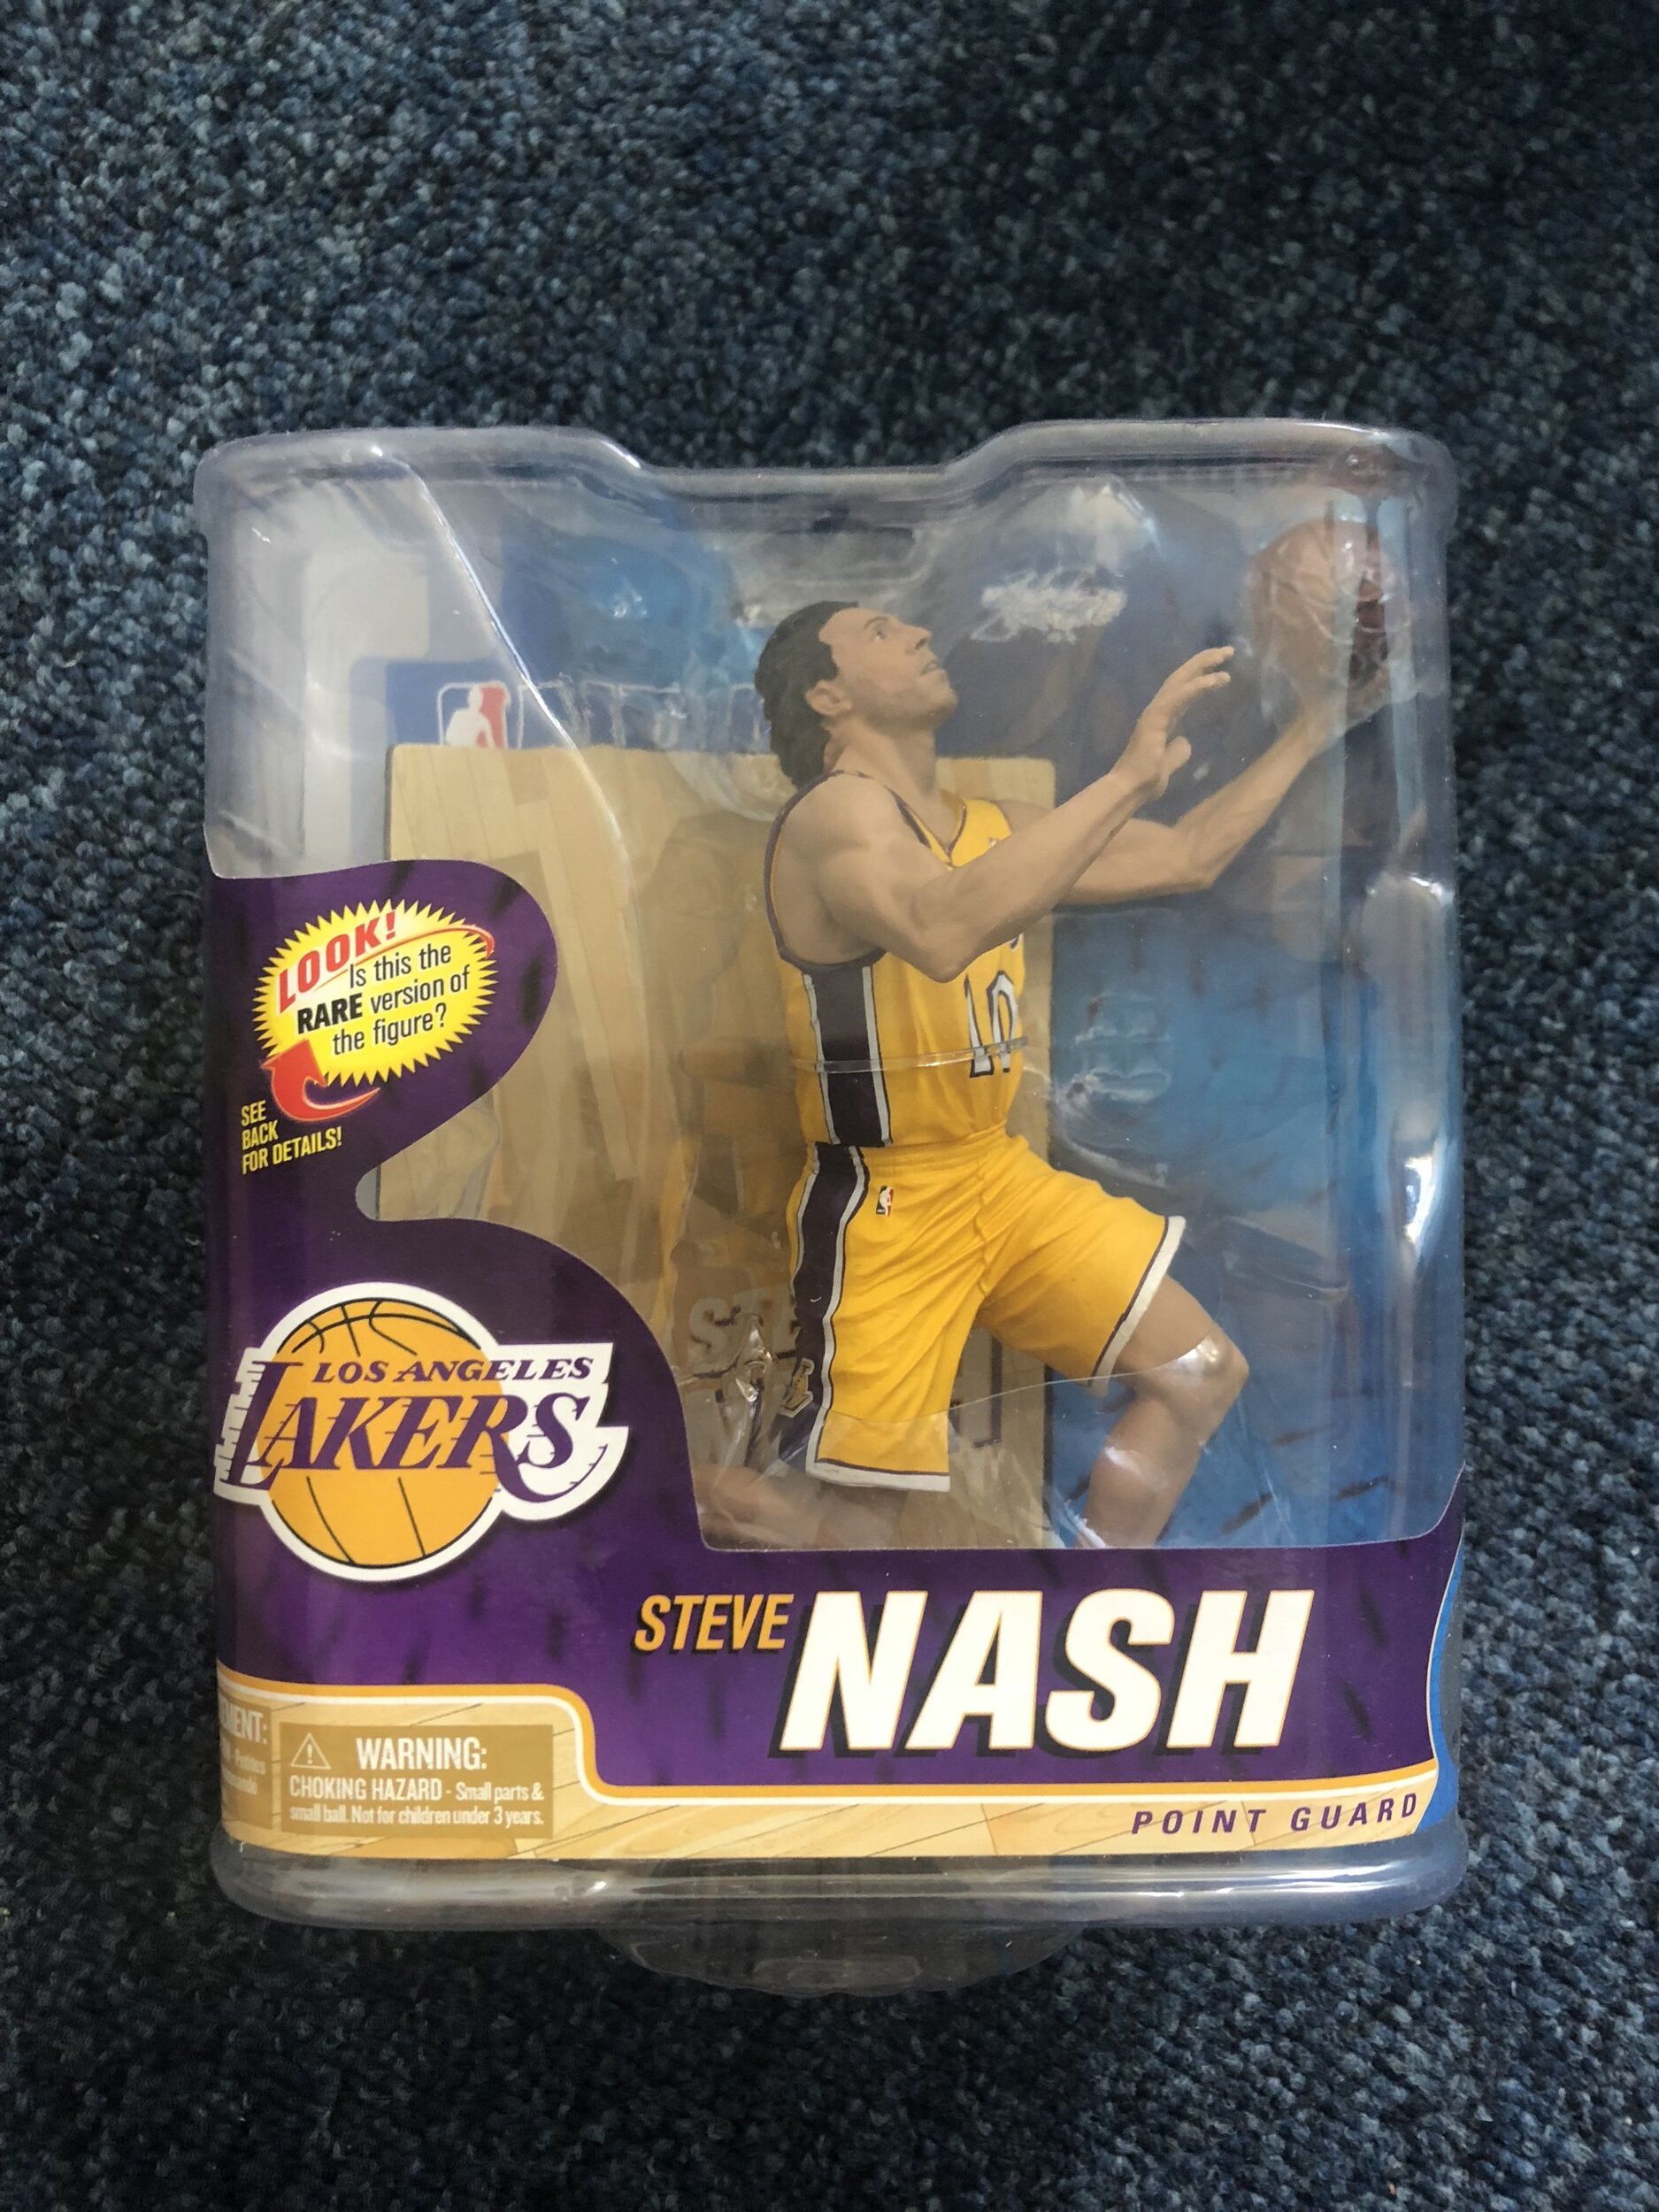 LOOK!
Is this the
RARE version of
the figure?
SEE
BACK
FOR DETAILS!
10
LOS ANGELES
LAKERS
STEVE NASH
WARNING:
CHOKING HAZARD - Small parts &
small ball. Not for children under 3 years.
POINT GUARD